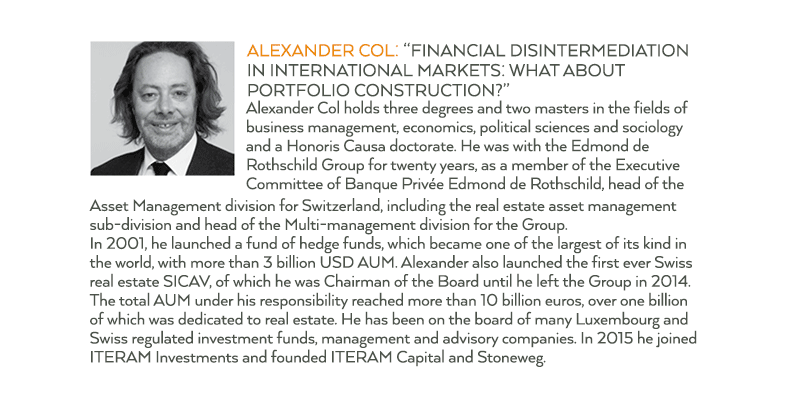 ALEXANDER COL: “FINANCIAL DISINTERMEDIATION
IN INTERNATIONAL MARKETS: WHAT ABOUT
PORTFOLIO CONSTRUCTION?”
Alexander Col holds three degrees and two masters in the fields of
business management, economics, political sciences and sociology
and a Honoris Causa doctorate. He was with the Edmond de
Rothschild Group for twenty years, as a member of the Executive
Committee of Banque Privée Edmond de Rothschild, head of the
Asset Management division for Switzerland, including the real estate asset management
sub-division and head of the Multi-management division for the Group.
In 2001, he launched a fund of hedge funds, which became one of the largest of its kind in
the world, with more than 3 billion USD AUM. Alexander also launched the first ever Swiss
real estate SICAV, of which he was Chairman of the Board until he left the Group in 2014.
The total AUM under his responsibility reached more than 10 billion euros, over one billion
of which was dedicated to real estate. He has been on the board of many Luxembourg and
Swiss regulated investment funds, management and advisory companies. In 2015 he joined
ITERAM Investments and founded ITERAM Capital and Stoneweg.